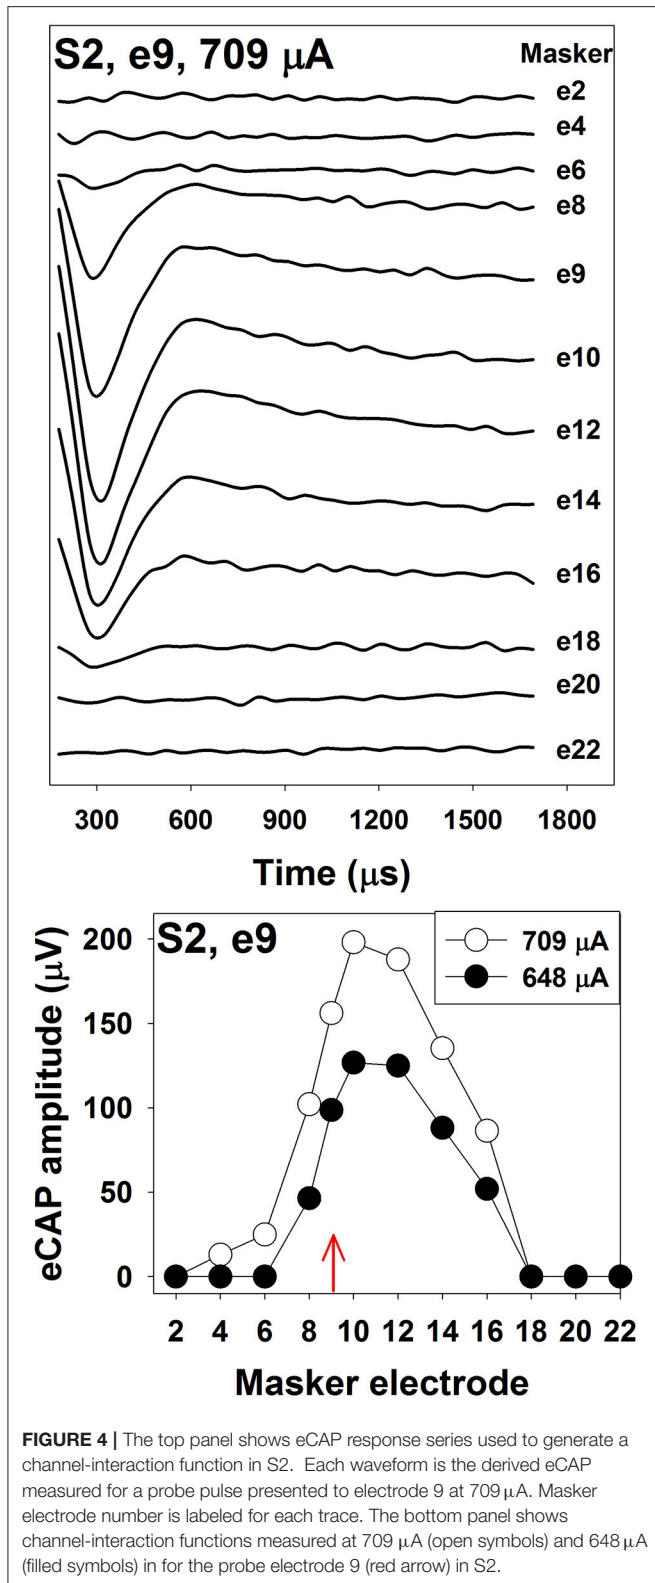 S2, e9, 709 μA
Masker
e2
e4
e6
e8
e9
e10
e12
e14
e16
e18
e20
e22
300 600 900 1200 1500 1800
Time (μs)
S2, e9
709 μA
648 μA
200
150
100
50
0
eCAP amplitude (μV)
2 4 6 8 10 12 14 16 18 20 22
Masker electrode
FIGURE 4 | The top panel shows eCAP response series used to generate a
channel-interaction function in S2. Each waveform is the derived eCAP
measured for a probe pulse presented to electrode 9 at 709 μA. Masker
electrode number is labeled for each trace. The bottom panel shows
channel-interaction functions measured at 709 μA (open symbols) and 648 μA
(filled symbols) in for the probe electrode 9 (red arrow) in S2.